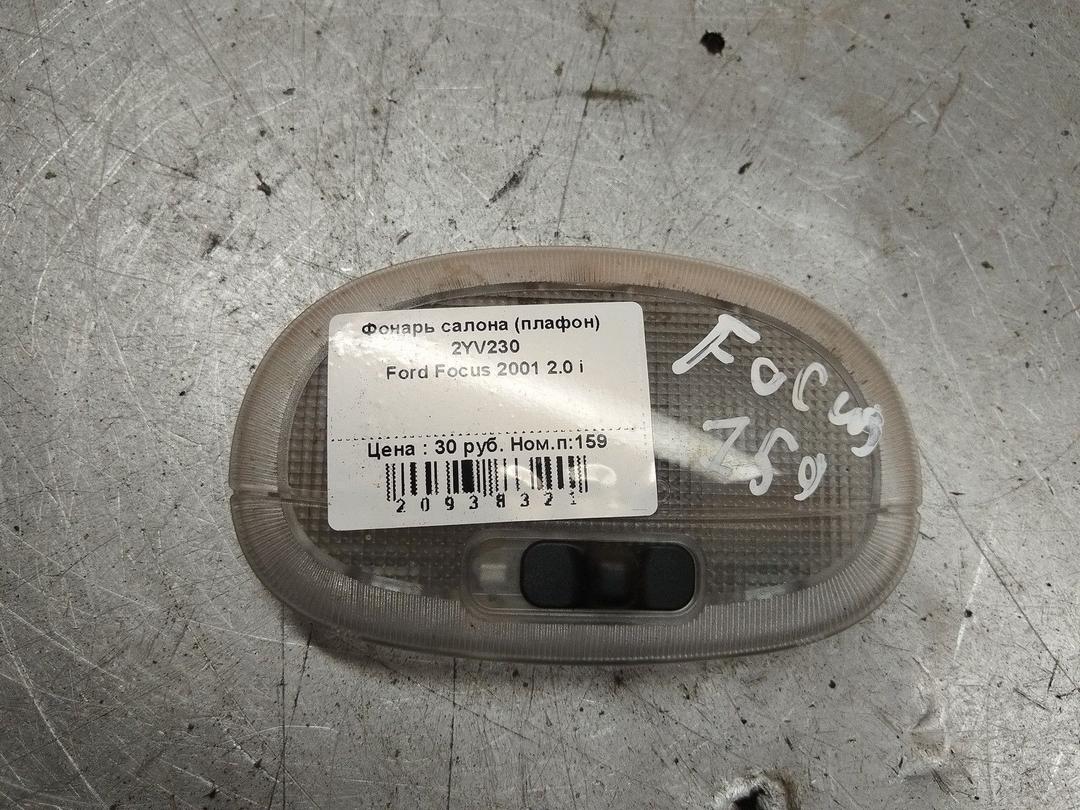 Фонарь салона (плафон)
2YV230
Ford Focus 2001 2.0 i
Цена : 30 руб. Ном.п:159
20938321
Focus
159